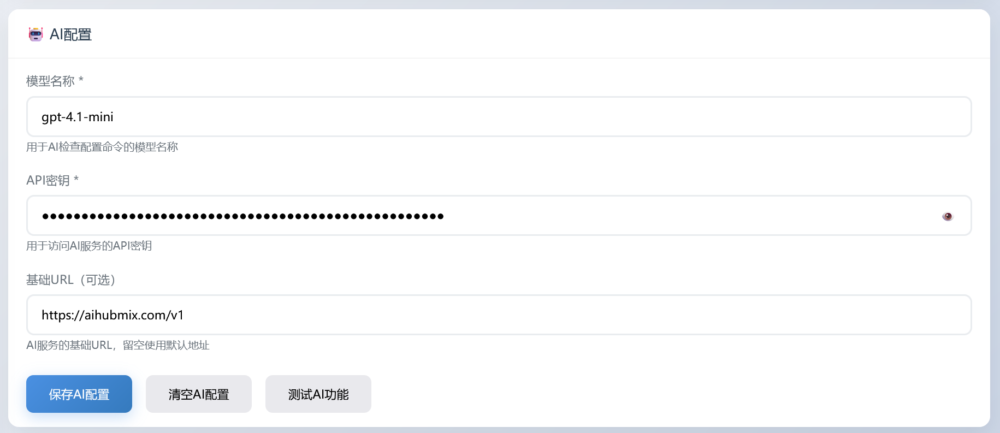 AI配置
模型名称 *
gpt-4.1-mini
用于AI检查配置命令的模型名称
API密钥 *
●●●●●●●●●●●●●●●●●●●●●●●●●●●●●●●●●●●●●●●●●●●●●●●●●●●
用于访问AI服务的API密钥
基础URL（可选）
https://aihubmix.com/v1
AI服务的基础URL，留空使用默认地址
保存AI配置 清空AI配置 测试AI功能